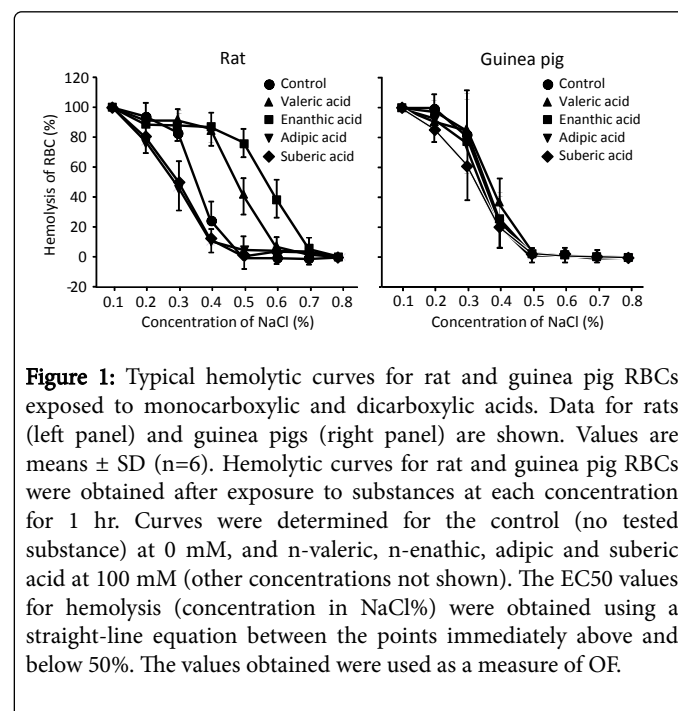 Rat
Guinea pig
120
100
80
60
40
20
0
-20
Hemolysis of RBC (%)
Control
Valeric acid
Enanthic acid
Adipic acid
Suberic acid
Control
Valeric acid
Enanthic acid
Adipic acid
Suberic acid
0.1 0.2 0.3 0.4 0.5 0.6 0.7 0.8
0.1 0.2 0.3 0.4 0.5 0.6 0.7 0.8
Concentration of NaCl (%)
Concentration of NaCl (%)
Figure 1: Typical hemolytic curves for rat and guinea pig RBCs
exposed to monocarboxylic and dicarboxylic acids. Data for rats
(left panel) and guinea pigs (right panel) are shown. Values are
means ± SD (n=6). Hemolytic curves for rat and guinea pig RBCs
were obtained after exposure to substances at each concentration
for 1 hr. Curves were determined for the control (no tested
substance) at 0 mM, and n-valeric, n-enathic, adipic and suberic
acid at 100 mM (other concentrations not shown). The EC50 values
for hemolysis (concentration in NaCl%) were obtained using a
straight-line equation between the points immediately above and
below 50%. The values obtained were used as a measure of OF.